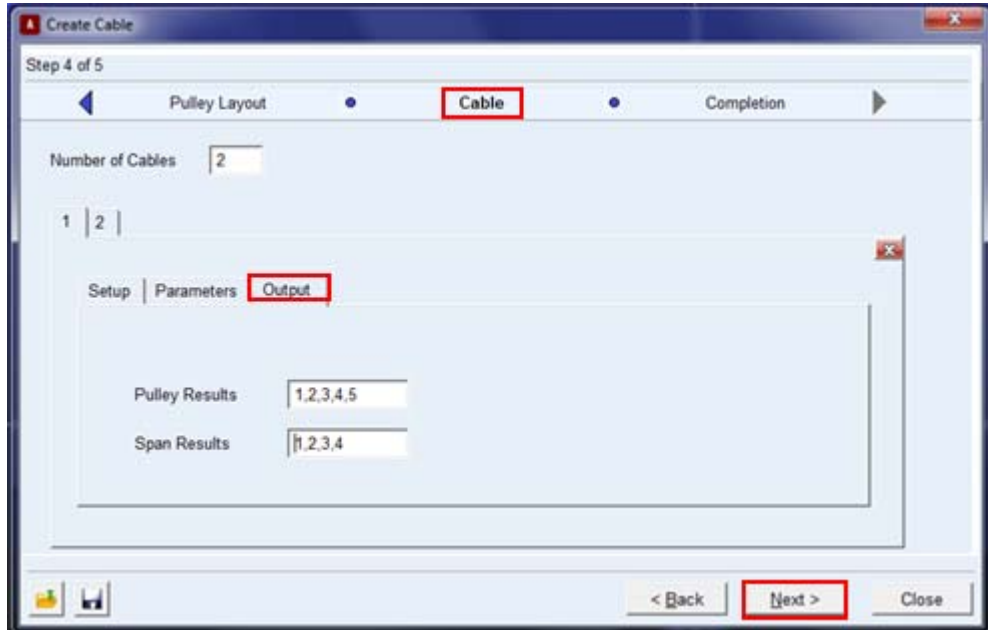 Create Cable
Step 4 of 5
Pulley Layout Cable Completion
Number of Cables 2
1 2
Setup Parameters Output
Pulley Results 1,2,3,4,5
Span Results 1,2,3,4
< Back Next > Close